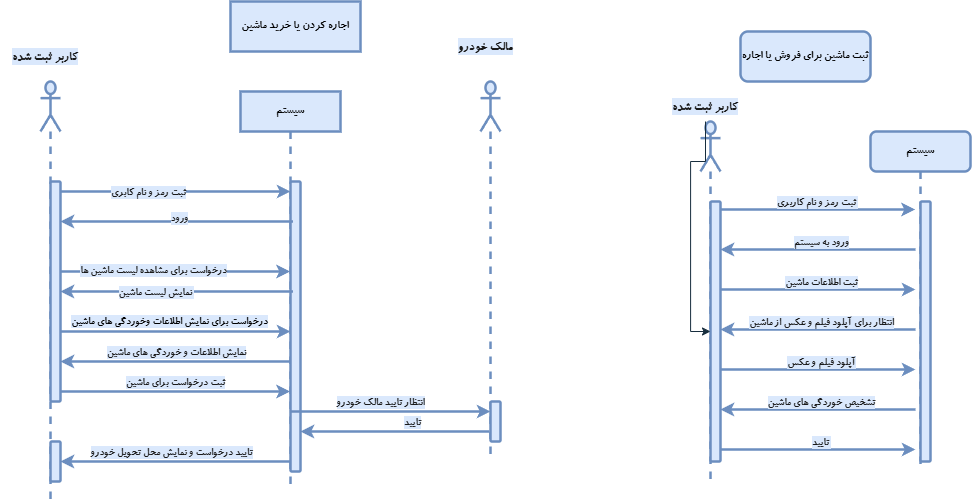 اجاره کردن یا خرید ماشین
کاربر ثبت شده
سیستم
مالک خودرو
ثبت رمز و نام کابری
ورود
درخواست برای مشاهده لیست ماشین ها
نمایش لیست ماشین
درخواست برای نمایش اطلاعات وخوردگی های ماشین
نمایش اطلاعات و خوردگی های ماشین
ثبت درخواست برای ماشین
انتظار تایید مالک خودرو
تایید
تایید درخواست و نمایش محل تحویل خودرو
ثبت ماشین برای فروش یا اجاره
کاربر ثبت شده
سیستم
ثبت رمز و نام کاربری
ورود به سیستم
ثبت اطلاعات ماشین
انتظار برای آپلود فیلم و عکس از ماشین
آپلود فیلم و عکس
تشخیص خوردگی های ماشین
تایید